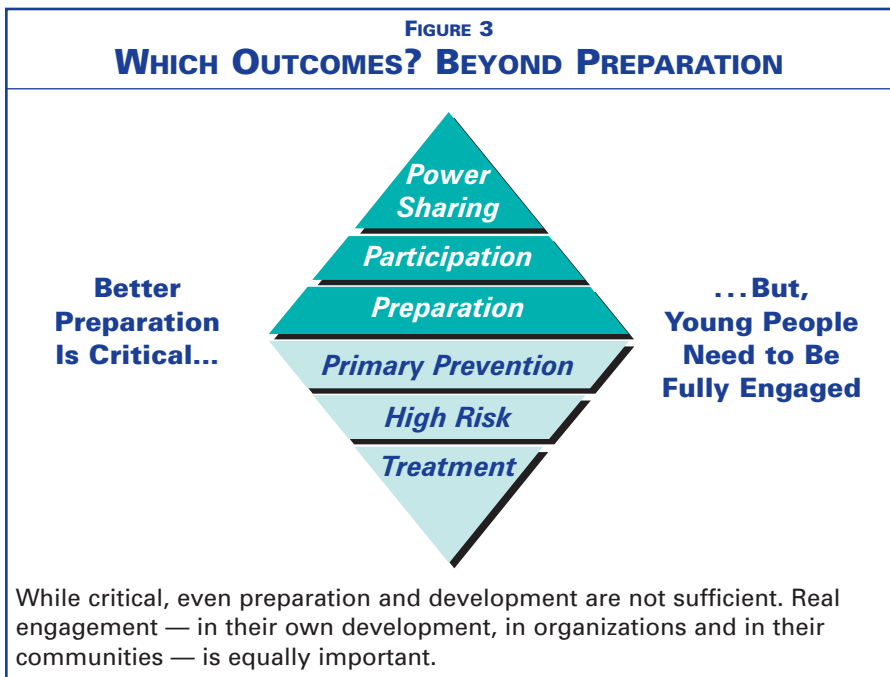 FIGURE 3
WHICH OUTCOMES? BEYOND PREPARATION
Better
Preparation
Is Critical...
Power
Sharing
Participation
Preparation
Primary Prevention
High Risk
Treatment
...But,
Young People
Need to Be
Fully Engaged
While critical, even preparation and development are not sufficient. Real
engagement — in their own development, in organizations and in their
communities — is equally important.